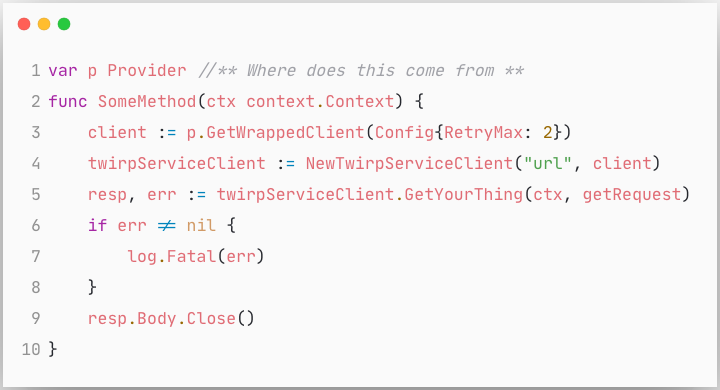 1 var p Provider //** Where does this come from **
2 func SomeMethod(ctx context.Context) {
3     client := p.GetWrappedClient(Config{RetryMax: 2})
4     twirpServiceClient := NewTwirpServiceClient("url", client)
5     resp, err := twirpServiceClient.GetYourThing(ctx, getRequest)
6     if err != nil {
7         log.Fatal(err)
8     }
9     resp.Body.Close()
10 }